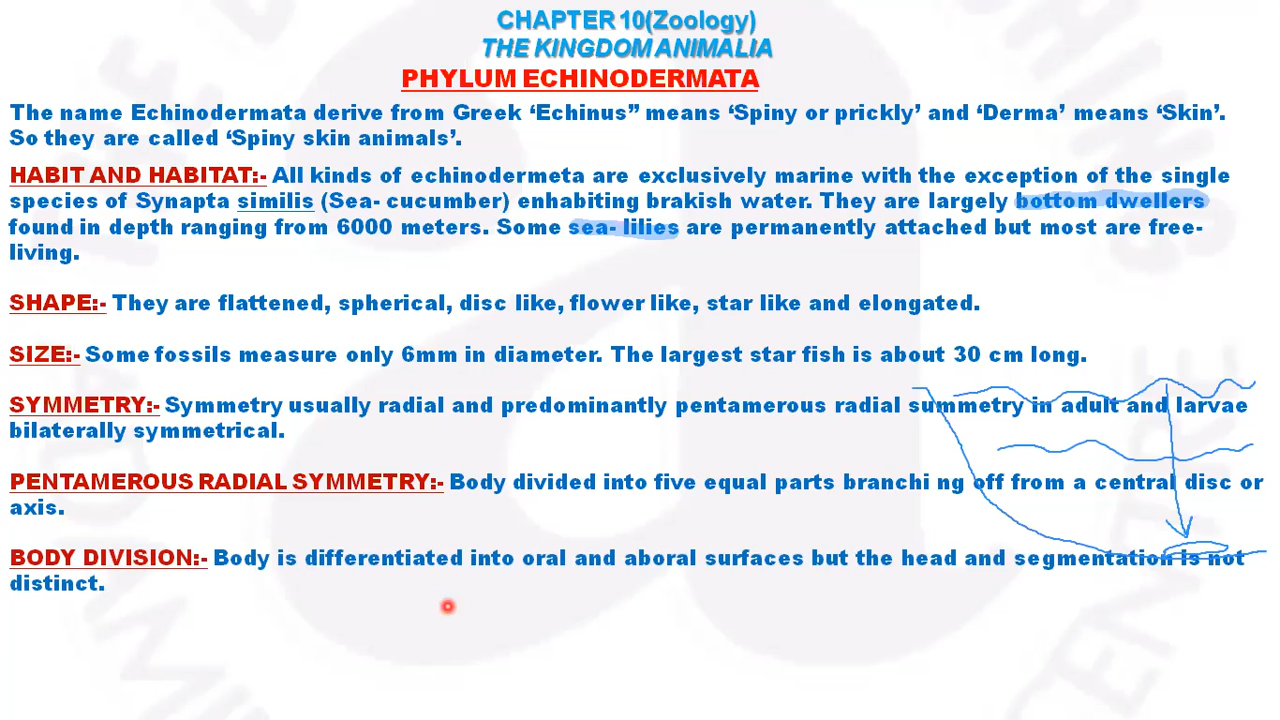 CHAPTER 10(Zoology)
THE KINGDOM ANIMALIA
PHYLUM ECHINODERMATA
The name Echinodermata derive from Greek ‘Echinus” means ‘Spiny or prickly’ and ‘Derma’ means ‘Skin’.
So they are called ‘Spiny skin animals’.
HABIT AND HABITAT:- All kinds of echinodermeta are exclusively marine with the exception of the single
species of Synapta similis (Sea- cucumber) enhabiting brakish water. They are largely bottom dwellers
found in depth ranging from 6000 meters. Some sea- lilies are permanently attached but most are free-
living.
SHAPE:- They are flattened, spherical, disc like, flower like, star like and elongated.
SIZE:- Some fossils measure only 6mm in diameter. The largest star fish is about 30 cm long.
SYMMETRY:- Symmetry usually radial and predominantly pentamerous radial summetry in adult and larvae
bilaterally symmetrical.
PENTAMEROUS RADIAL SYMMETRY:- Body divided into five equal parts branchi ng off from a central disc or
axis.
BODY DIVISION:- Body is differentiated into oral and aboral surfaces but the head and segmentation is not
distinct.